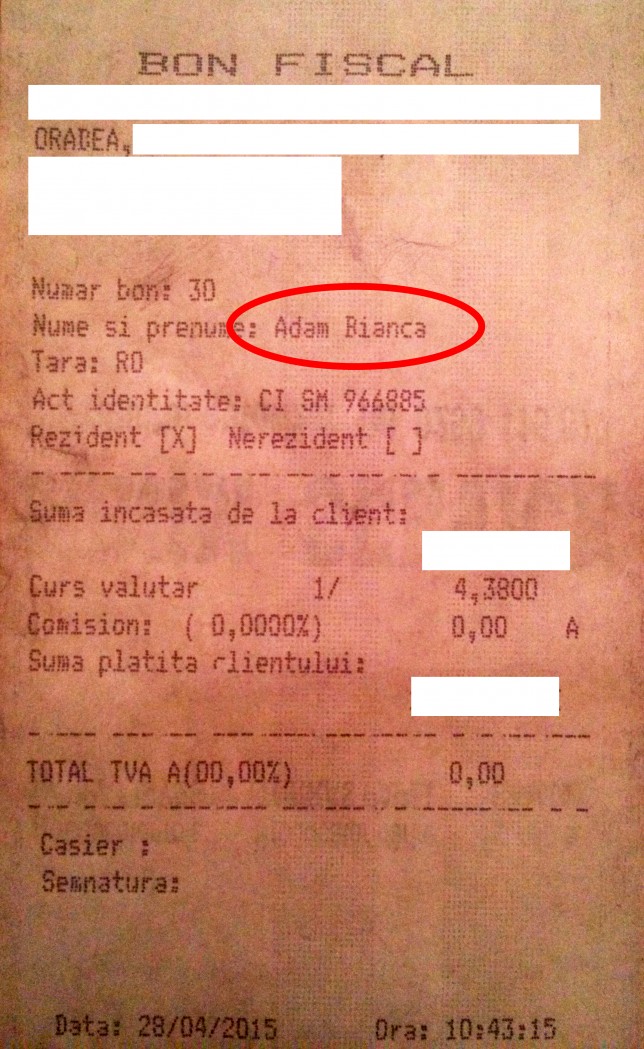 BON FISCAL
ORADEA,
Numar bon: 30
Nume si prenume: Adam Bianca
Tara: RO
Act identitate: CI SM 966885
Rezident [X] Nerezident [ ]
Suma incasata de la client:
Curs valutar 1/ 4,3800
Comision: ( 0,0000%) 0,00 A
Suma platita clientului:
TOTAL TVA A(00,00%) 0,00
Casier :
Semnatura:
Data: 28/04/2015 Ora: 10:43:15